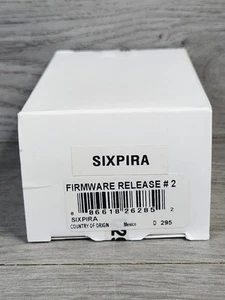 SIXPIRA
FIRMWARE RELEASE # 2
8 86618 26285 2
SIXPIRA
COUNTRY OF ORIGIN Mexico D 295